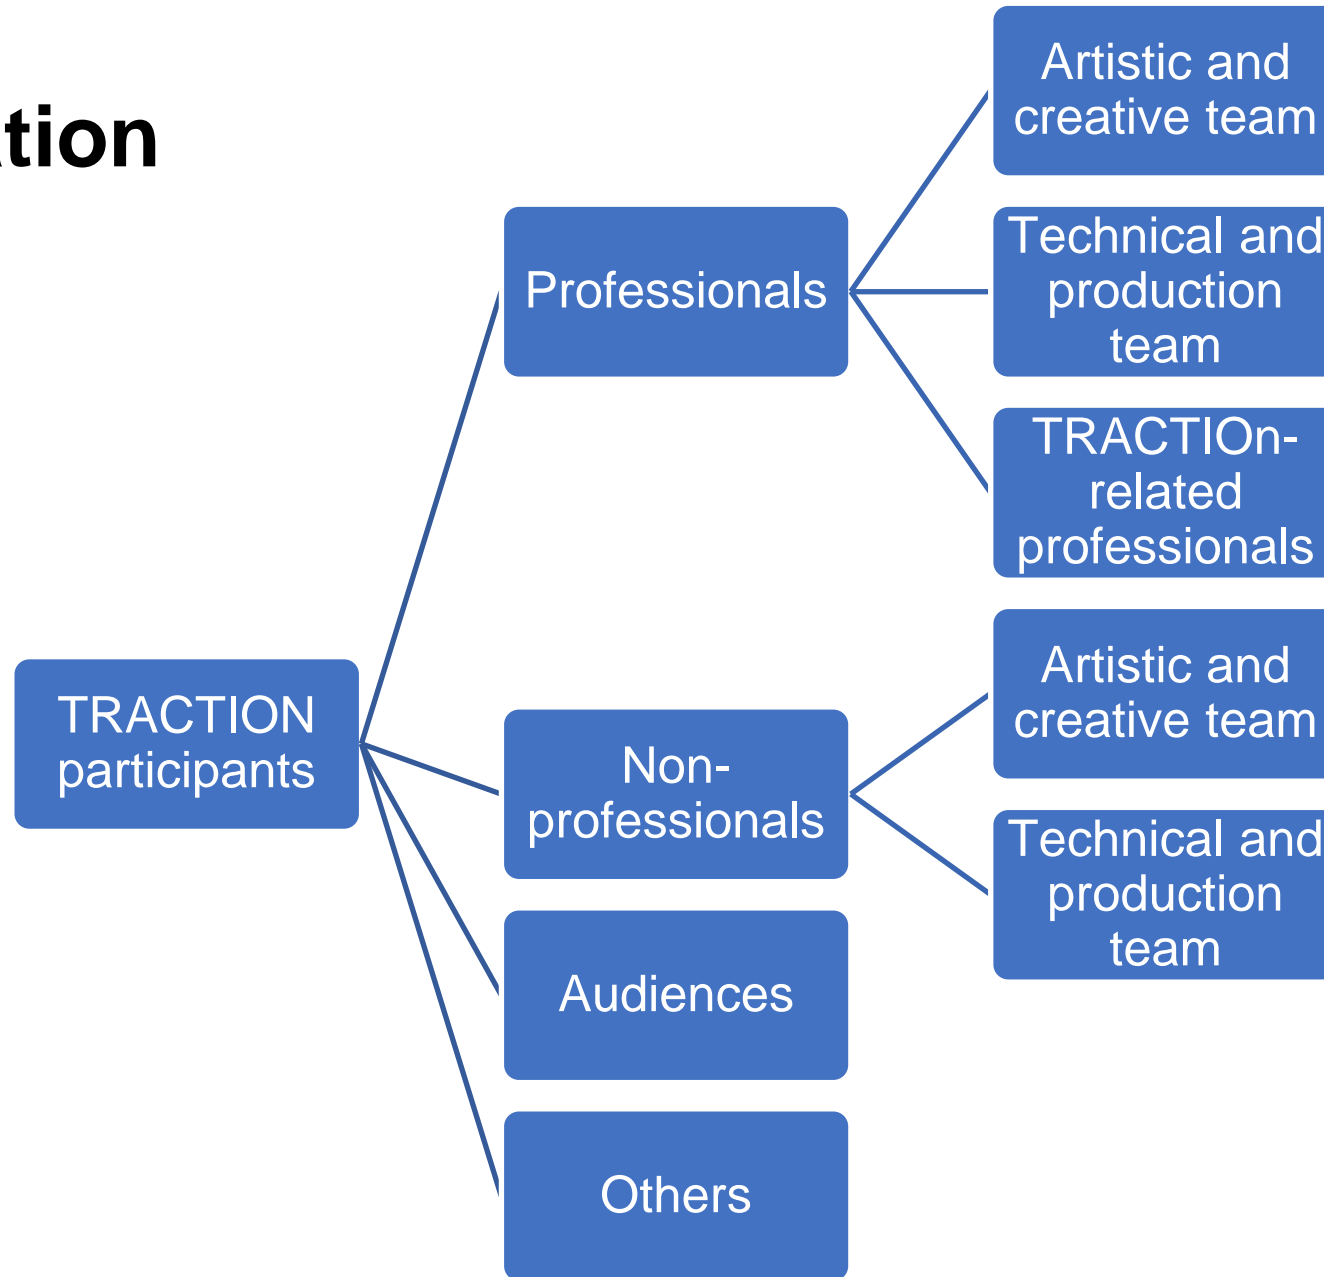 ation
Artistic and
creative team
Professionals
Technical and
production
team
TRACTIOn-
related
professionals
TRACTION
participants
Non-
professionals
Artistic and
creative team
Technical and
production
team
Audiences
Others